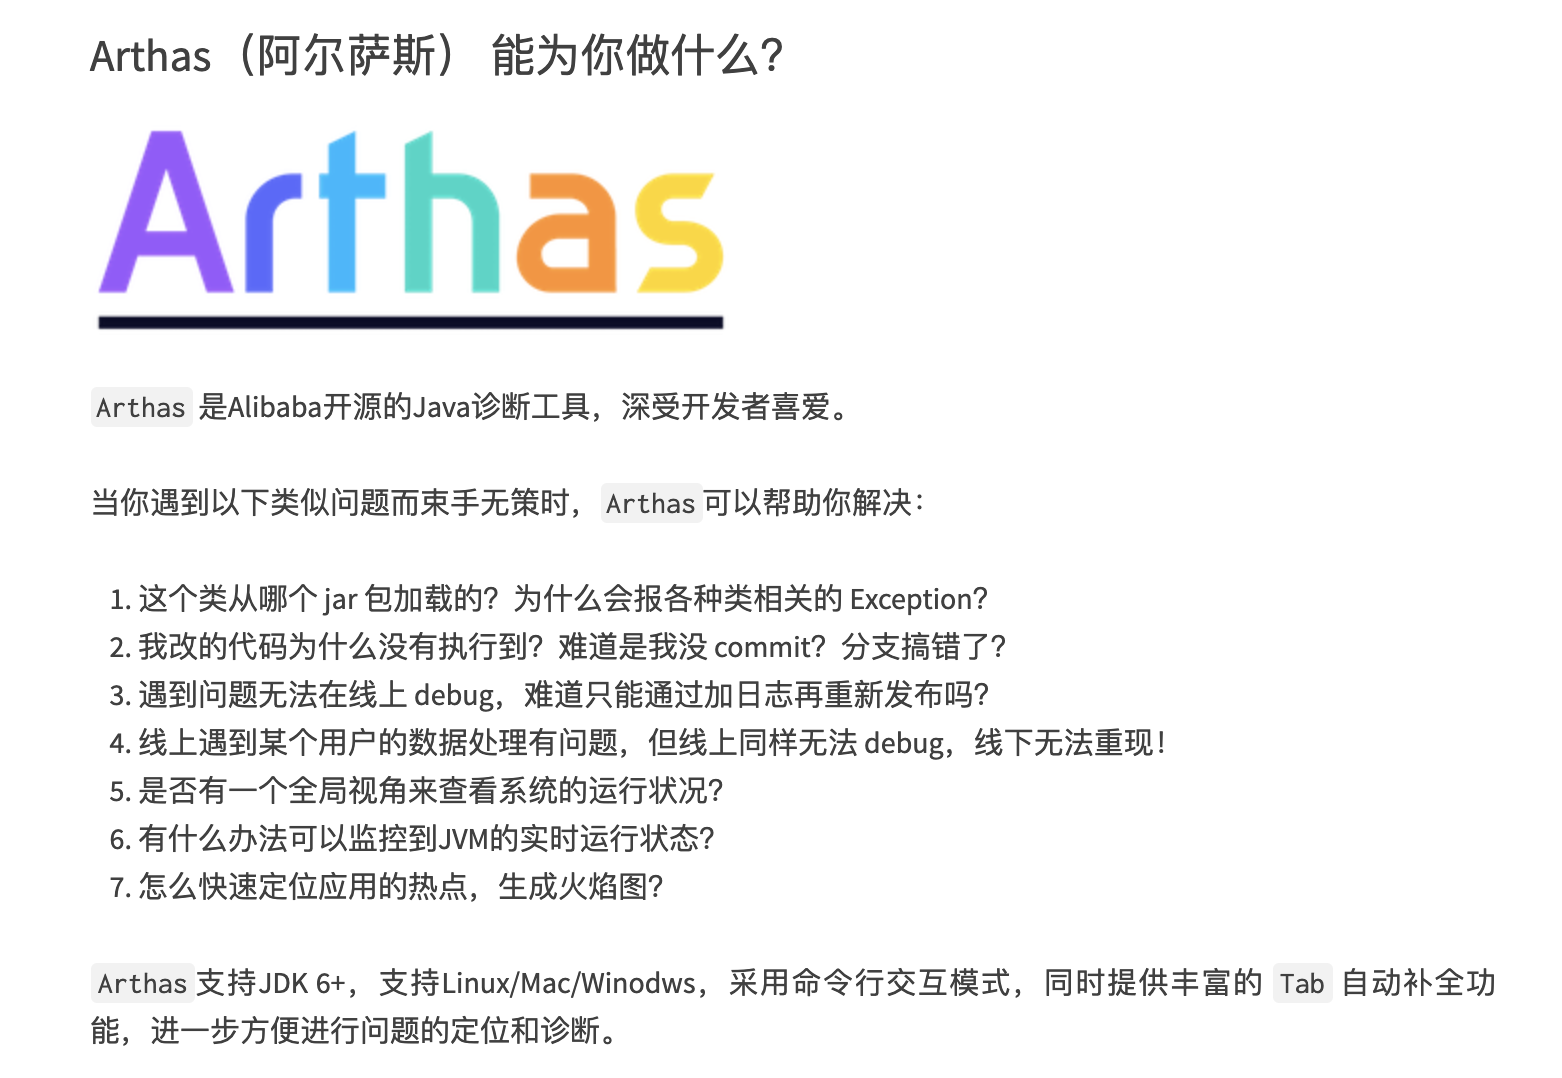 Arthas（阿尔萨斯） 能为你做什么？
Arthas
Arthas 是Alibaba开源的Java诊断工具，深受开发者喜爱。
当你遇到以下类似问题而束手无策时，Arthas可以帮助你解决：
1. 这个类从哪个 jar 包加载的？为什么会报各种类相关的 Exception？
2. 我改的代码为什么没有执行到？难道是我没 commit？分支搞错了？
3. 遇到问题无法在线上 debug，难道只能通过加日志再重新发布吗？
4. 线上遇到某个用户的数据处理有问题，但线上同样无法 debug，线下无法重现！
5. 是否有一个全局视角来查看系统的运行状况？
6. 有什么办法可以监控到JVM的实时运行状态？
7. 怎么快速定位应用的热点，生成火焰图？
Arthas支持JDK 6+，支持Linux/Mac/Winodws，采用命令行交互模式，同时提供丰富的 Tab 自动补全功
能，进一步方便进行问题的定位和诊断。